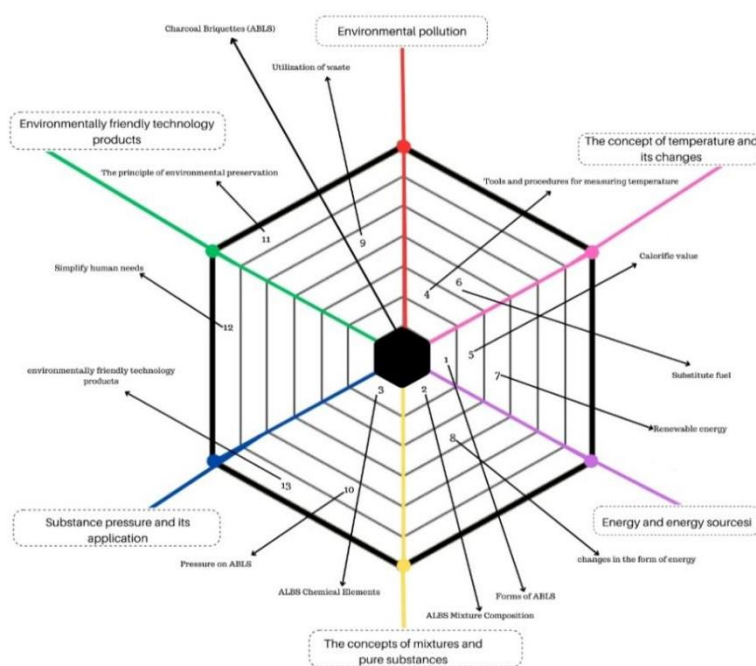 Charcoal Briquettes (ABLS)
Environmental pollution
Utilization of waste
Environmentally friendly technology
products
The concept of temperature and
its changes
The principle of environmental preservation
Tools and procedures for measuring temperature
11
9
Calorific value
Simplify human needs
6
4
12
5
1
environmentally friendly technology
products
7
Substitute fuel
3
2
Renewable energy
8
13
10
Substance pressure and its
application
Energy and energy sourcesi
Pressure on ABLS
changes in the form of energy
ALBS Chemical Elements
Forms of ABLS
ALBS Mixture Composition
The concepts of mixtures and
pure substances